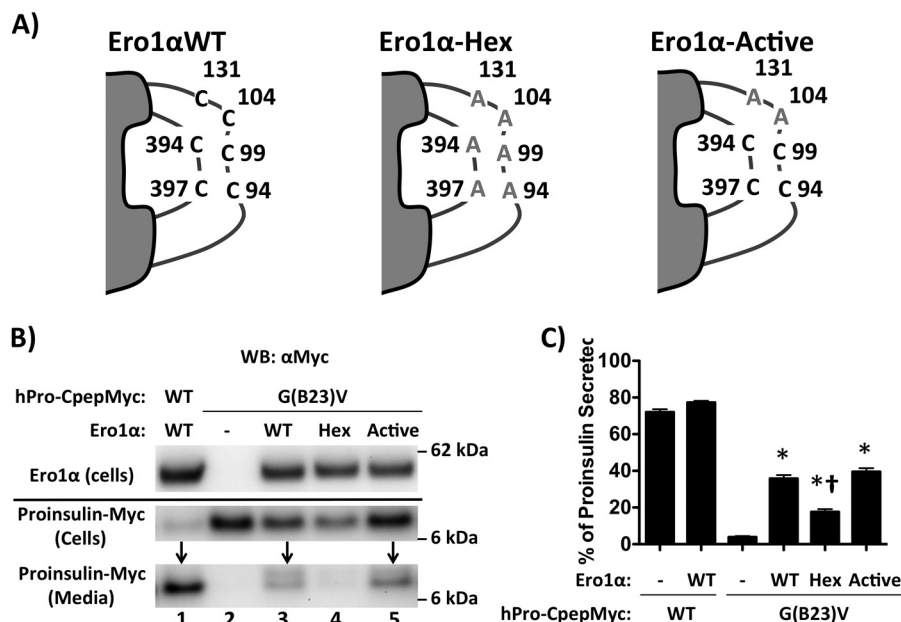 A)
Ero1αWT Ero1α-Hex Ero1α-Active
131 131 131
C 104 A 104 A 104
C A A
394 C C 99 394 A A 99 394 C C 99
397 C C 94 397 A A 94 397 C C 94
B)
WB: αMyc
hPro-CpepMyc: WT G(B23)V
Ero1α: WT - WT Hex Active
62 kDa
Ero1α (cells)
Proinsulin-Myc
(Cells)
6 kDa
Proinsulin-Myc
(Media)
6 kDa
1 2 3 4 5
C)
% of Proinsulin Secreted
100
80
60
40
20
0
* *† *
Ero1α: - WT - WT Hex Active
hPro-CpepMyc: WT G(B23)V